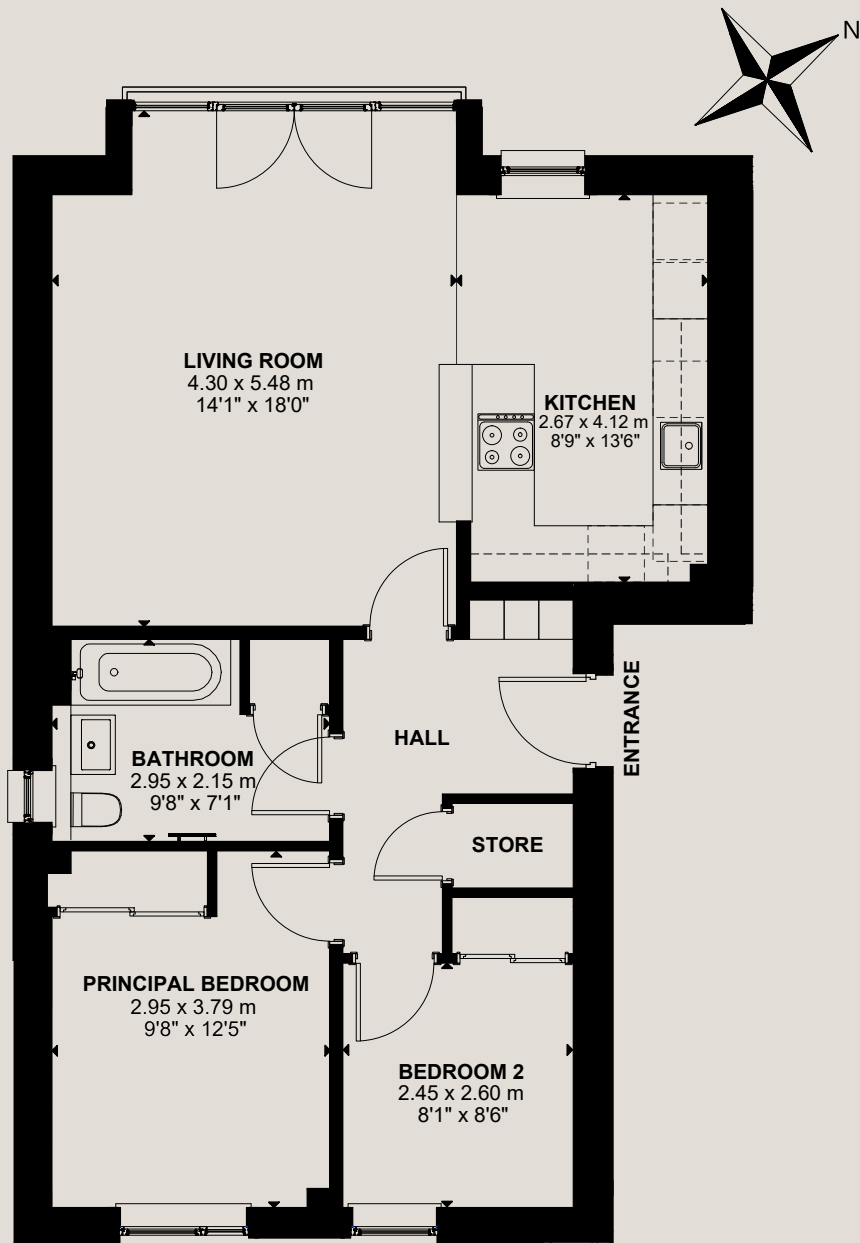 N
LIVING ROOM
4.30 x 5.48 m
14'1" x 18'0"
KITCHEN
2.67 x 4.12 m
8'9" x 13'6"
ENTRANCE
HALL
BATHROOM
2.95 x 2.15 m
9'8" x 7'1"
STORE
PRINCIPAL BEDROOM
2.95 x 3.79 m
9'8" x 12'5"
BEDROOM 2
2.45 x 2.60 m
8'1" x 8'6"